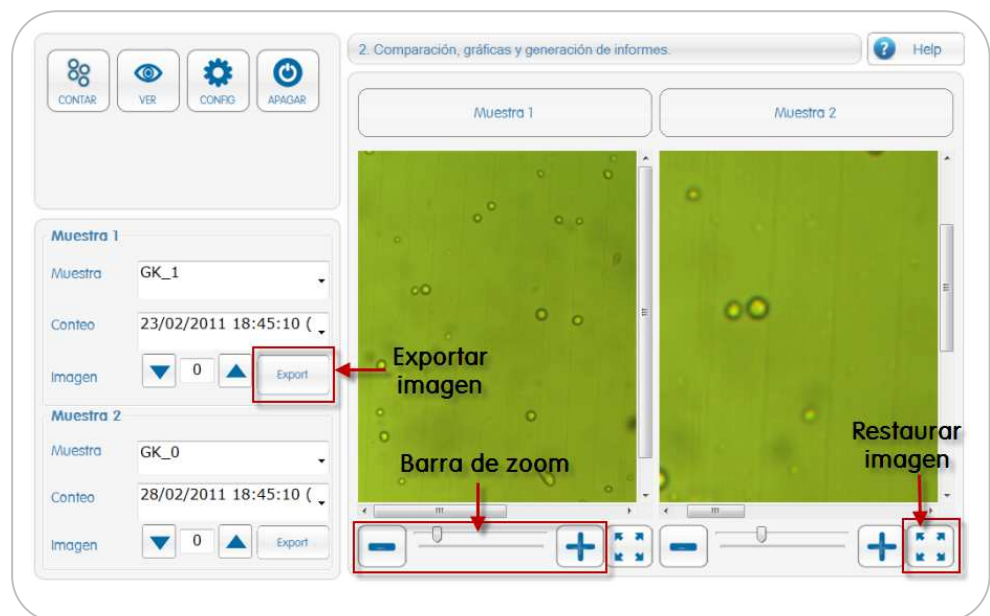 CONTAR
VER
CONFIG
APAGAR
2. Comparación, gráficas y generación de informes.
? Help
Muestra 1
Muestra 2
Muestra 1
Muestra GK_1
Conteo 23/02/2011 18:45:10 (
Imagen 0 Export
Exportar
imagen
Muestra 2
Muestra GK_0
Conteo 28/02/2011 18:45:10 (
Imagen 0 Export
Barra de zoom
Restaurar
imagen